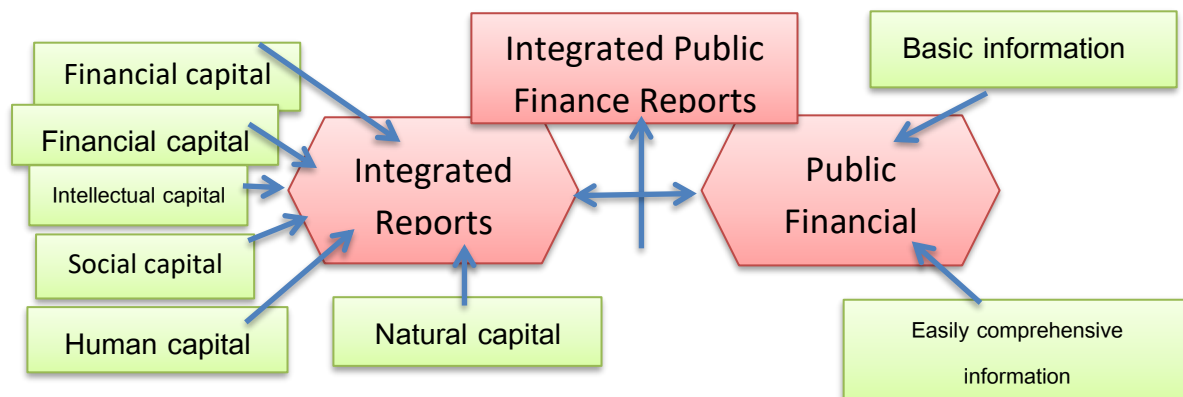 Integrated Public
Finance Reports
Basic information
Financial capital
Financial capital
Intellectual capital
Social capital
Human capital
Integrated
Reports
Natural capital
Public
Financial
Easily comprehensive
information